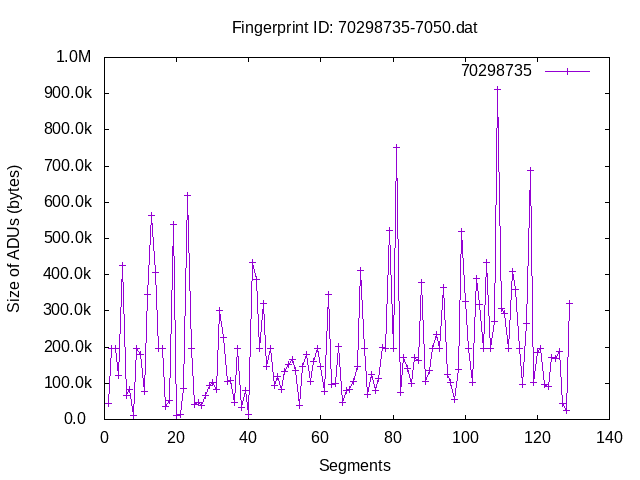 Fingerprint ID: 70298735-7050.dat
1.0M
70298735
900.0k
800.0k
700.0k
600.0k
500.0k
400.0k
300.0k
200.0k
100.0k
0.0
Size of ADUs (bytes)
0 20 40 60 80 100 120 140
Segments